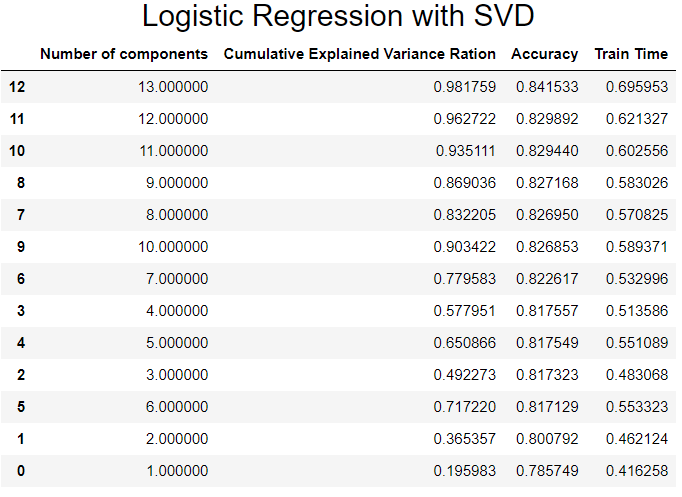 Logistic Regression with SVD
Number of components Cumulative Explained Variance Ration Accuracy Train Time
12 13.000000 0.981759 0.841533 0.695953
11 12.000000 0.962722 0.829892 0.621327
10 11.000000 0.935111 0.829440 0.602556
8 9.000000 0.869036 0.827168 0.583026
7 8.000000 0.832205 0.826950 0.570825
9 10.000000 0.903422 0.826853 0.589371
6 7.000000 0.779583 0.822617 0.532996
3 4.000000 0.577951 0.817557 0.513586
4 5.000000 0.650866 0.817549 0.551089
2 3.000000 0.492273 0.817323 0.483068
5 6.000000 0.717220 0.817129 0.553323
1 2.000000 0.365357 0.800792 0.462124
0 1.000000 0.195983 0.785749 0.416258